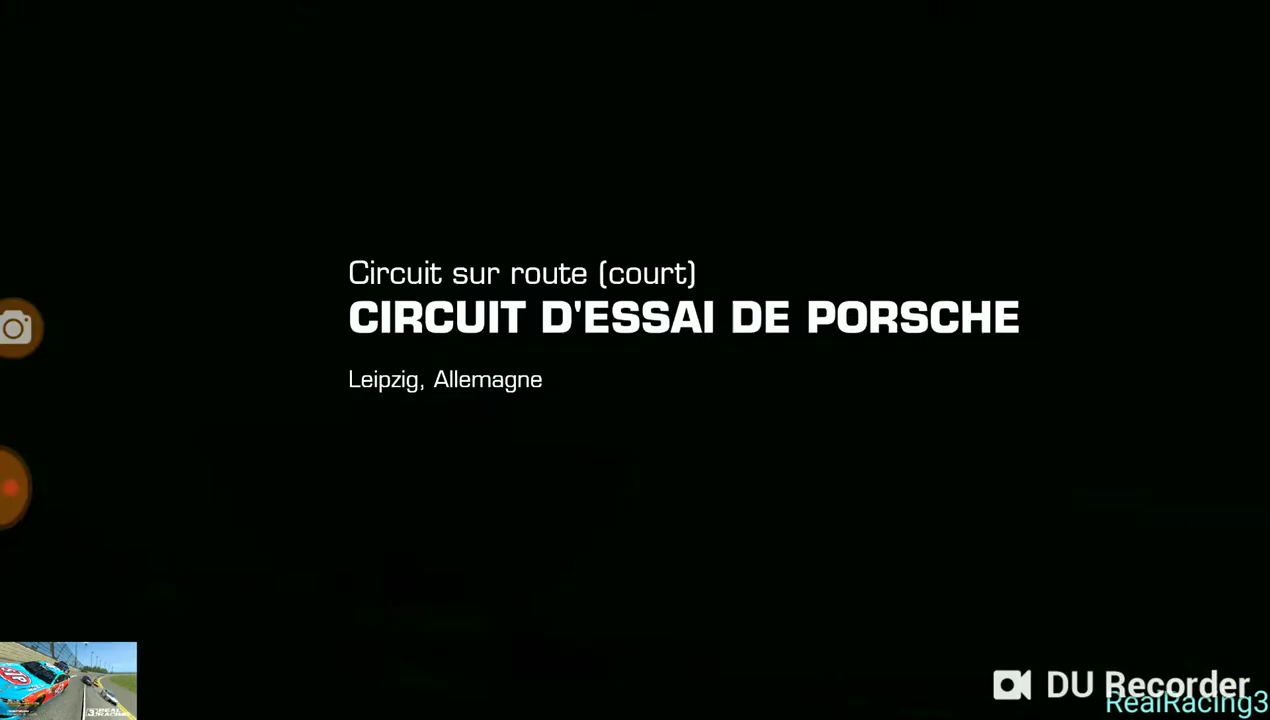 Circuit sur route (court)
CIRCUIT D'ESSAI DE PORSCHE
Leipzig, Allemagne
DU Recorder
RealRacing3